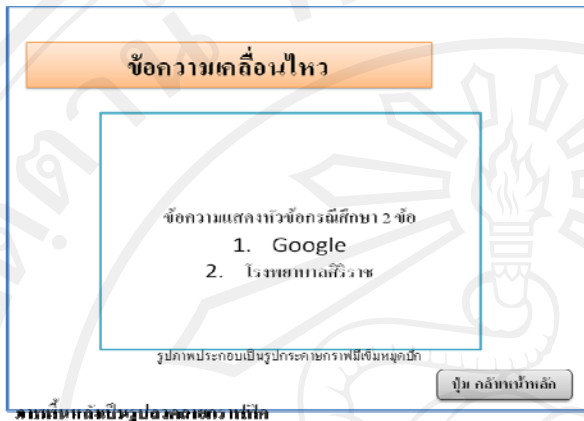 ข้อความเคลื่อนไหว
ข้อความแสดงหัวข้อกรณีศึกษา 2 ข้อ
1. Google
2. โรงพยาบาลศิริราช
รูปภาพประกอบเป็นรูปกระดาษกราฟมีเข็มหมุดปัก
ปุ่ม กลับหน้าหลัก